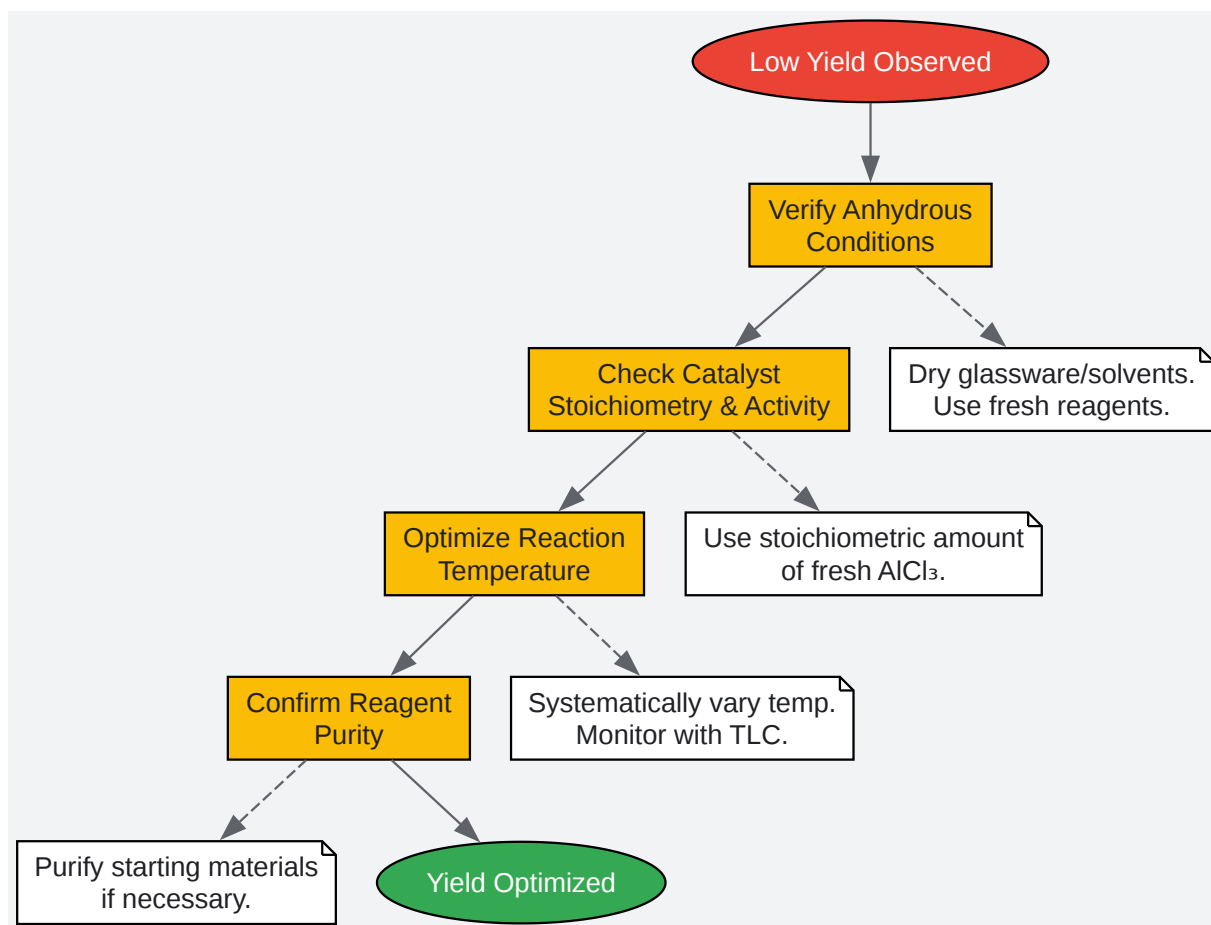 Low Yield Observed
Verify Anhydrous
Conditions
Check Catalyst
Stoichiometry & Activity
Dry glassware/solvents.
Use fresh reagents.
Optimize Reaction
Temperature
Use stoichiometric amount
of fresh AlCl₃.
Confirm Reagent
Purity
Systematically vary temp.
Monitor with TLC.
Purify starting materials
if necessary.
Yield Optimized